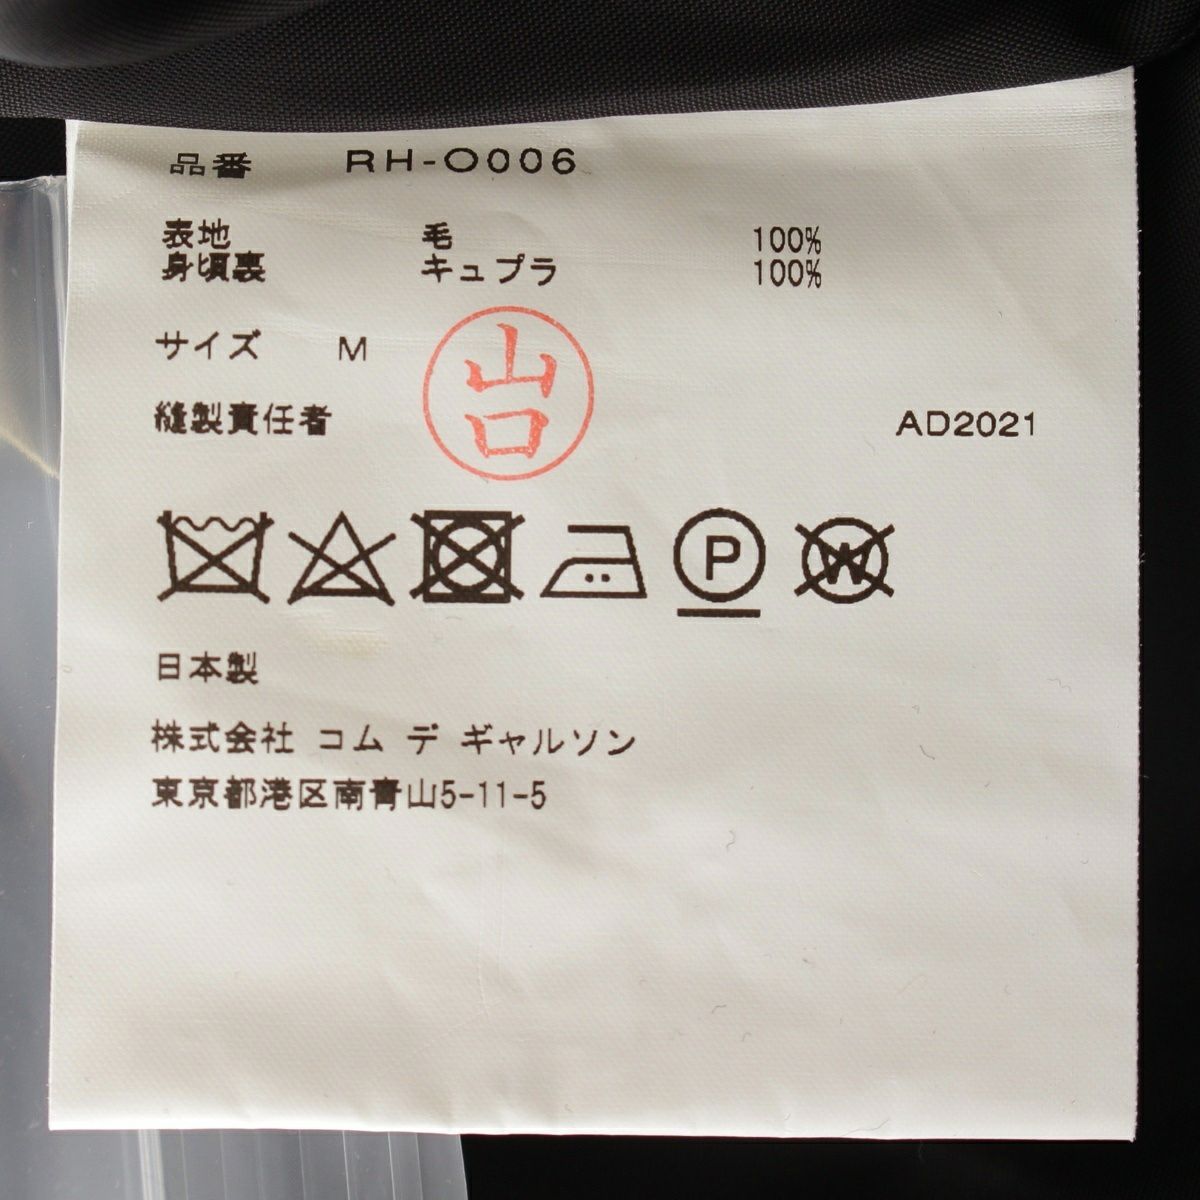 品番 RH-O006
表地 毛 100%
身頃裏 キュプラ 100%
サイズ M
山口
縫製責任者 AD2021
P W
日本製
株式会社 コム デ ギャルソン
東京都港区南青山5-11-5